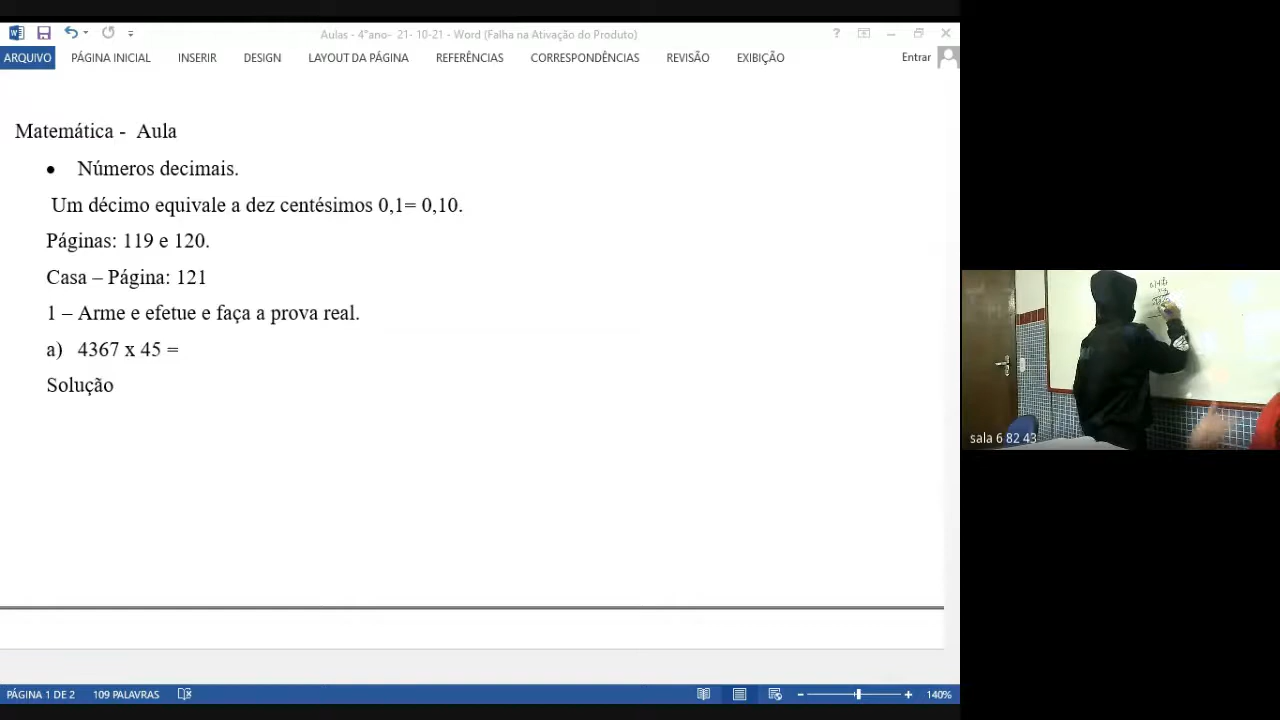 Aulas - 4°ano- 21- 10-21 - Word (Falha na Ativação do Produto)
ARQUIVO PÁGINA INICIAL INSERIR DESIGN LAYOUT DA PÁGINA REFERÊNCIAS CORRESPONDÊNCIAS REVISÃO EXIBIÇÃO Entrar
Matemática - Aula
• Números decimais.
Um décimo equivale a dez centésimos 0,1= 0,10.
Páginas: 119 e 120.
Casa – Página: 121
1 – Arme e efetue e faça a prova real.
a) 4367 x 45 =
Solução
sala 6 82 43
PÁGINA 1 DE 2 109 PALAVRAS 140%